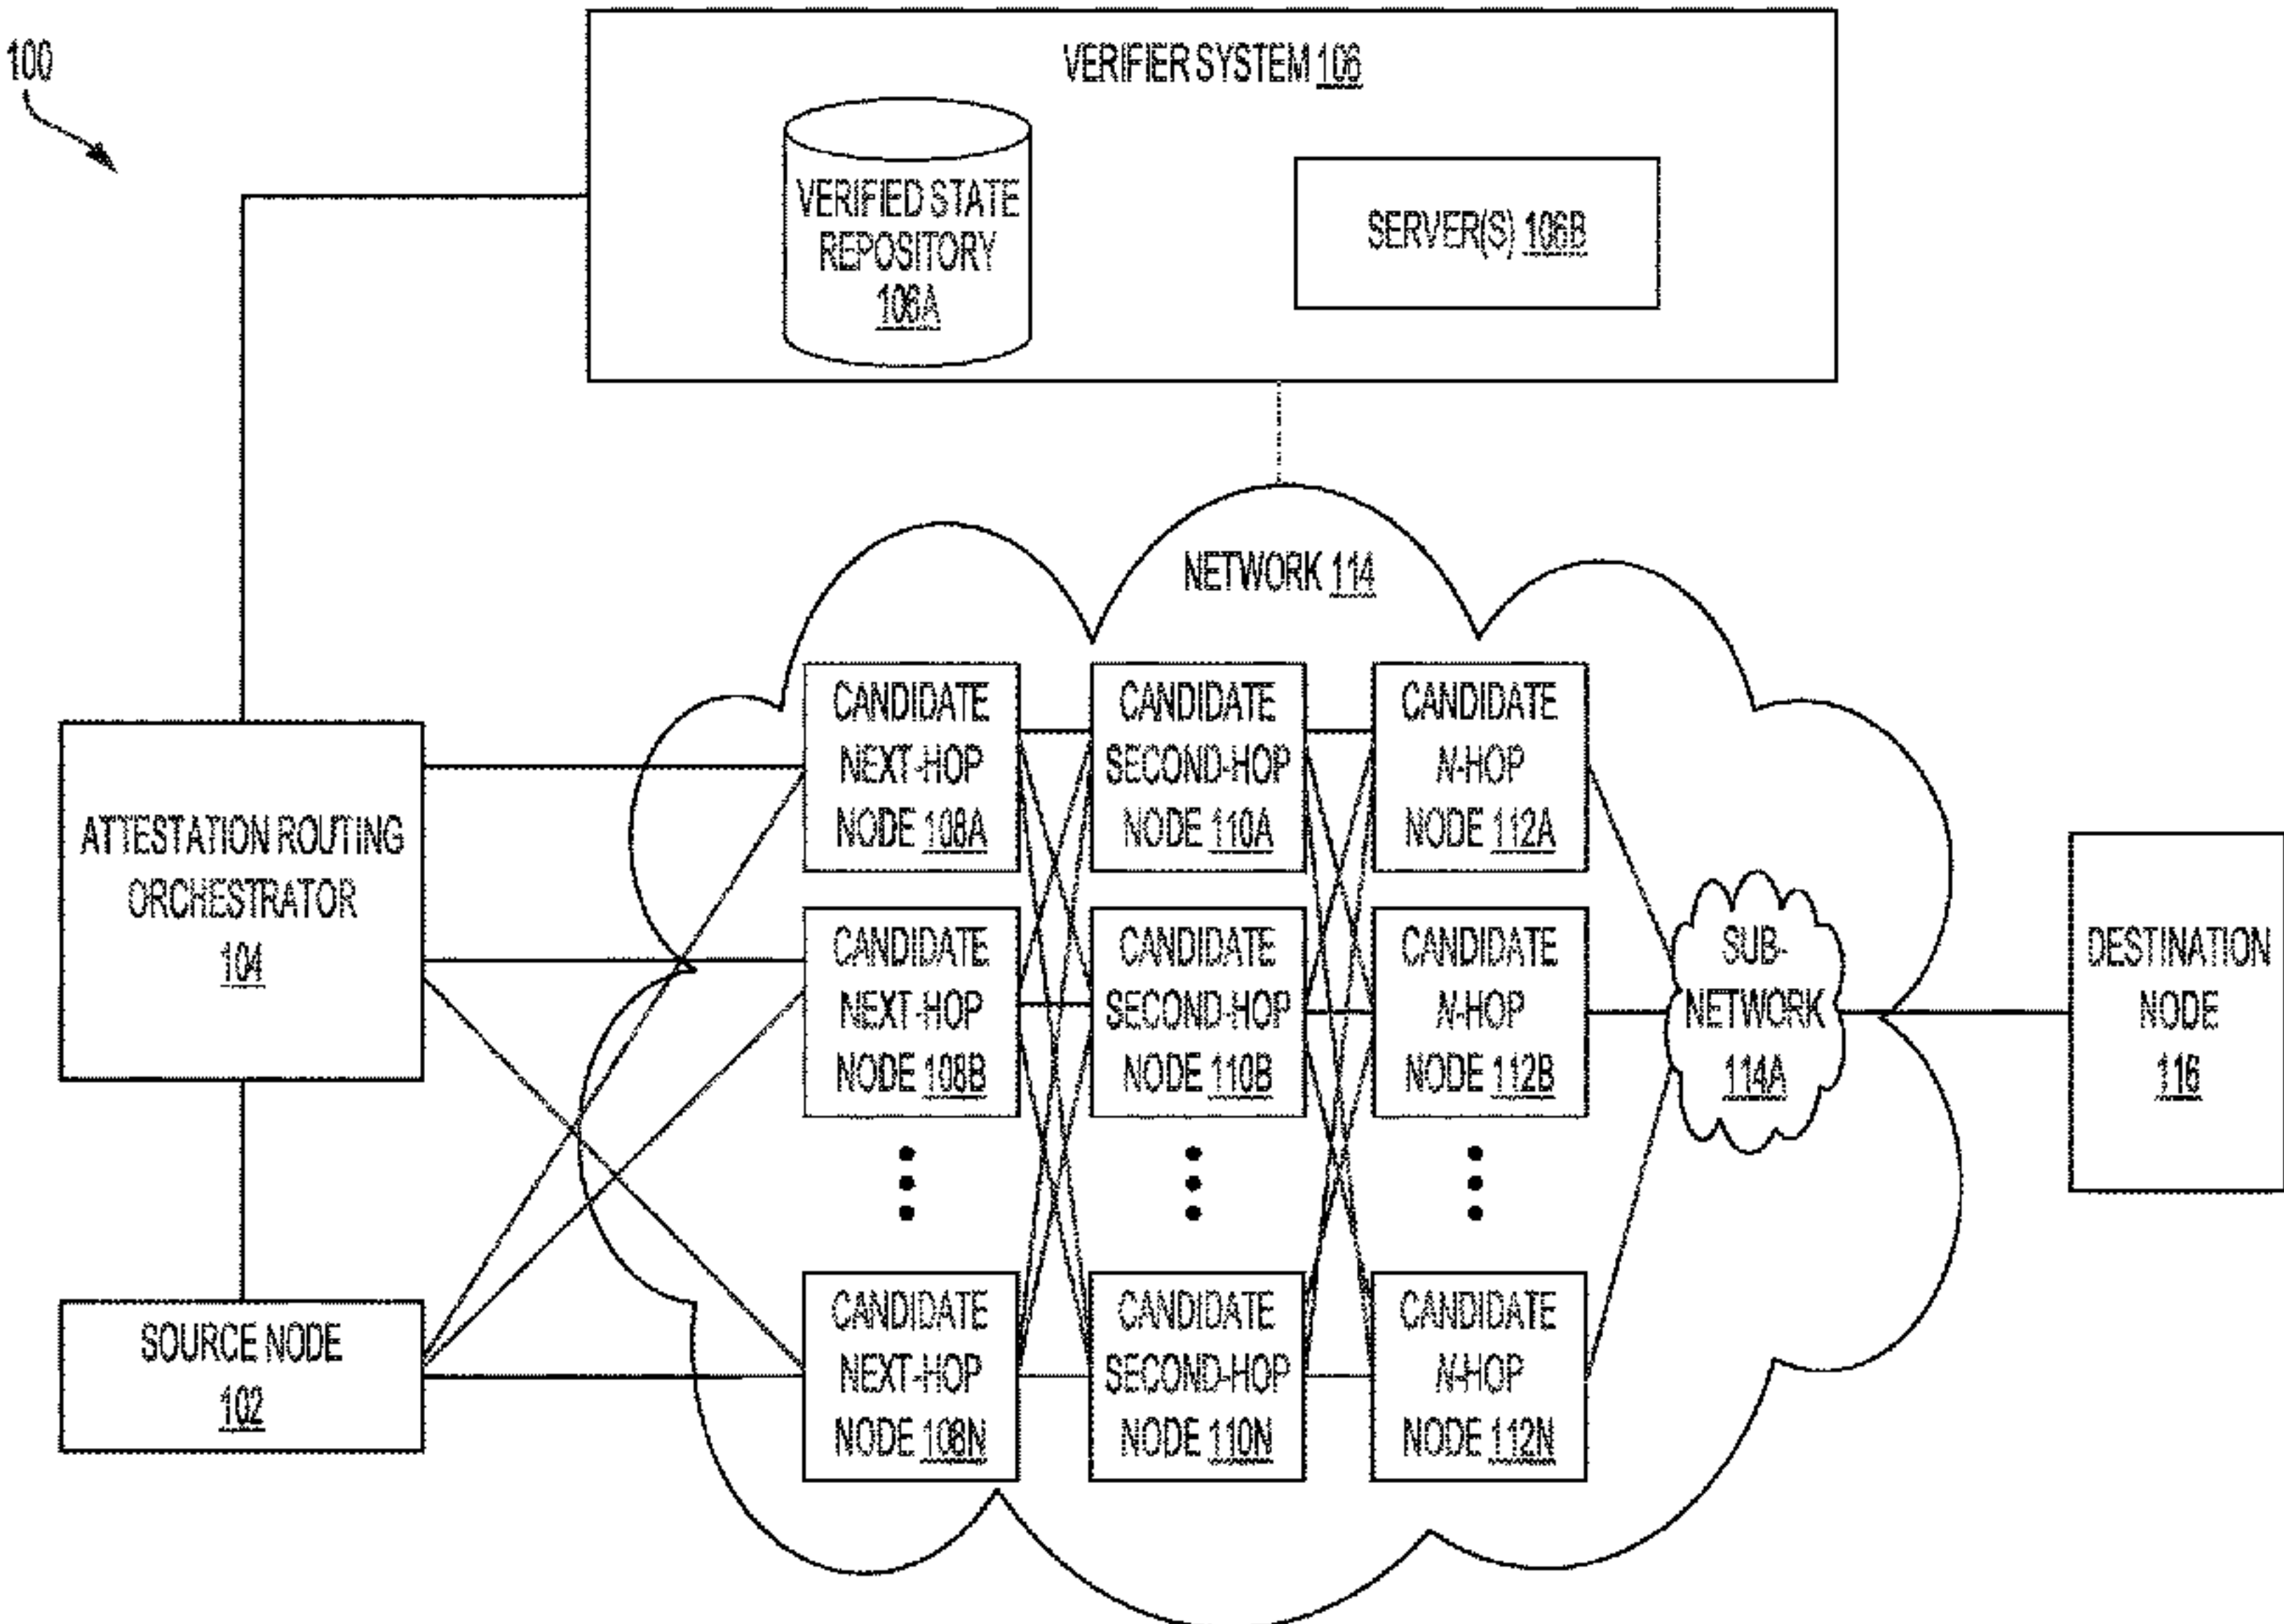 100
VERIFIER SYSTEM 106
VERIFIED STATE
REPOSITORY
106A
SERVER(S) 106B
NETWORK 114
CANDIDATE
NEXT-HOP
NODE 108A
CANDIDATE
SECOND-HOP
NODE 110A
CANDIDATE
N-HOP
NODE 112A
ATTESTATION ROUTING
ORCHESTRATOR
104
CANDIDATE
NEXT-HOP
NODE 108B
CANDIDATE
SECOND-HOP
NODE 110B
CANDIDATE
N-HOP
NODE 112B
SUB-
NETWORK
114A
DESTINATION
NODE
116
SOURCE NODE
102
CANDIDATE
NEXT-HOP
NODE 108N
CANDIDATE
SECOND-HOP
NODE 110N
CANDIDATE
N-HOP
NODE 112N